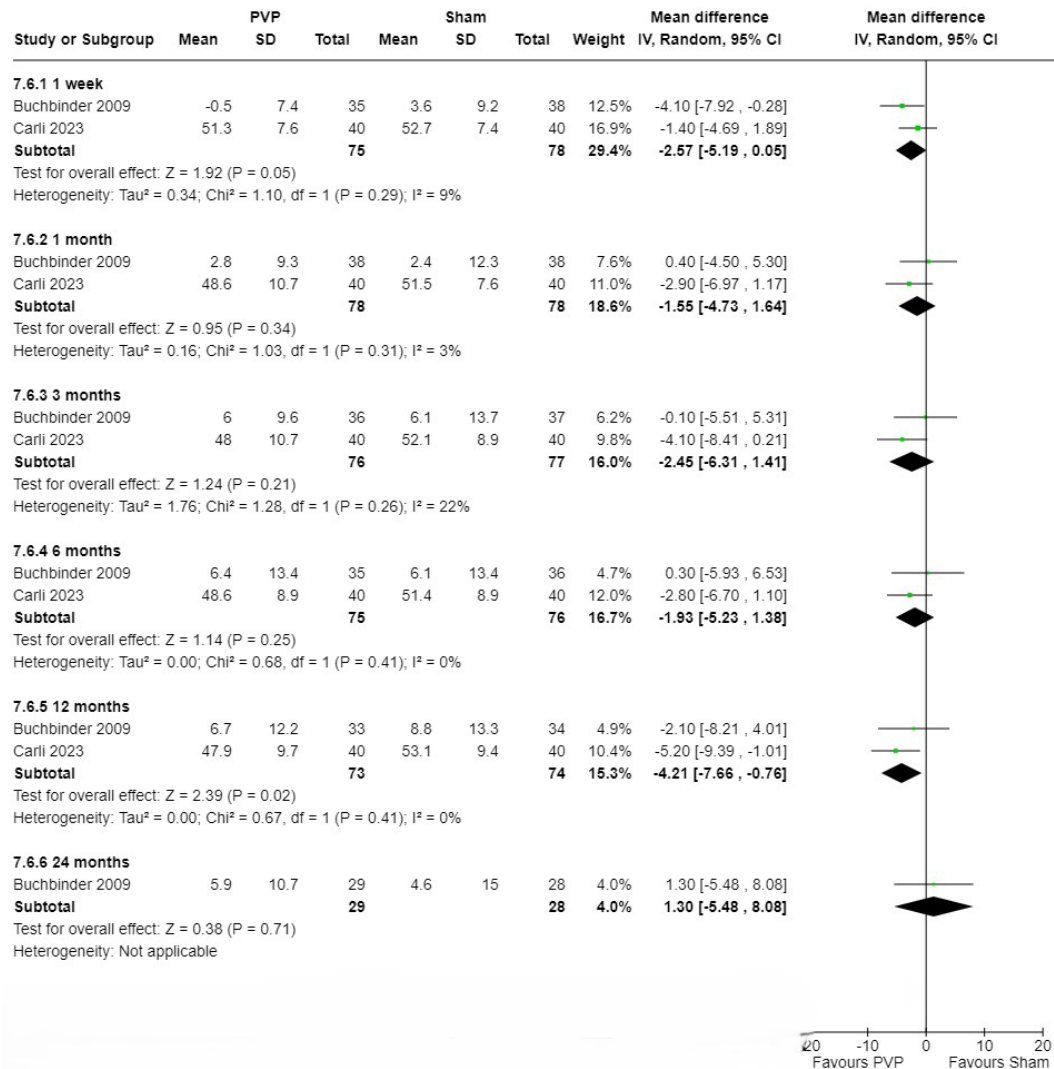 PVP Sham Mean difference Mean difference
Study or Subgroup Mean SD Total Mean SD Total Weight IV, Random, 95% CI IV, Random, 95% CI
7.6.1 1 week
Buchbinder 2009 -0.5 7.4 35 3.6 9.2 38 12.5% -4.10 [-7.92 , -0.28]
Carli 2023 51.3 7.6 40 52.7 7.4 40 16.9% -1.40 [-4.69 , 1.89]
Subtotal 75 78 29.4% -2.57 [-5.19 , 0.05]
Test for overall effect: Z = 1.92 (P = 0.05)
Heterogeneity: Tau² = 0.34; Chi² = 1.10, df = 1 (P = 0.29); I² = 9%
7.6.2 1 month
Buchbinder 2009 2.8 9.3 38 2.4 12.3 38 7.6% 0.40 [-4.50 , 5.30]
Carli 2023 48.6 10.7 40 51.5 7.6 40 11.0% -2.90 [-6.97 , 1.17]
Subtotal 78 78 18.6% -1.55 [-4.73 , 1.64]
Test for overall effect: Z = 0.95 (P = 0.34)
Heterogeneity: Tau² = 0.16; Chi² = 1.03, df = 1 (P = 0.31); I² = 3%
7.6.3 3 months
Buchbinder 2009 6 9.6 36 6.1 13.7 37 6.2% -0.10 [-5.51 , 5.31]
Carli 2023 48 10.7 40 52.1 8.9 40 9.8% -4.10 [-8.41 , 0.21]
Subtotal 76 77 16.0% -2.45 [-6.31 , 1.41]
Test for overall effect: Z = 1.24 (P = 0.21)
Heterogeneity: Tau² = 1.76; Chi² = 1.28, df = 1 (P = 0.26); I² = 22%
7.6.4 6 months
Buchbinder 2009 6.4 13.4 35 6.1 13.4 36 4.7% 0.30 [-5.93 , 6.53]
Carli 2023 48.6 8.9 40 51.4 8.9 40 12.0% -2.80 [-6.70 , 1.10]
Subtotal 75 76 16.7% -1.93 [-5.23 , 1.38]
Test for overall effect: Z = 1.14 (P = 0.25)
Heterogeneity: Tau² = 0.00; Chi² = 0.68, df = 1 (P = 0.41); I² = 0%
7.6.5 12 months
Buchbinder 2009 6.7 12.2 33 8.8 13.3 34 4.9% -2.10 [-8.21 , 4.01]
Carli 2023 47.9 9.7 40 53.1 9.4 40 10.4% -5.20 [-9.39 , -1.01]
Subtotal 73 74 15.3% -4.21 [-7.66 , -0.76]
Test for overall effect: Z = 2.39 (P = 0.02)
Heterogeneity: Tau² = 0.00; Chi² = 0.67, df = 1 (P = 0.41); I² = 0%
7.6.6 24 months
Buchbinder 2009 5.9 10.7 29 4.6 15 28 4.0% 1.30 [-5.48 , 8.08]
Subtotal 29 28 4.0% 1.30 [-5.48 , 8.08]
Test for overall effect: Z = 0.38 (P = 0.71)
Heterogeneity: Not applicable
-10 0 10 20
Favours PVP Favours Sham